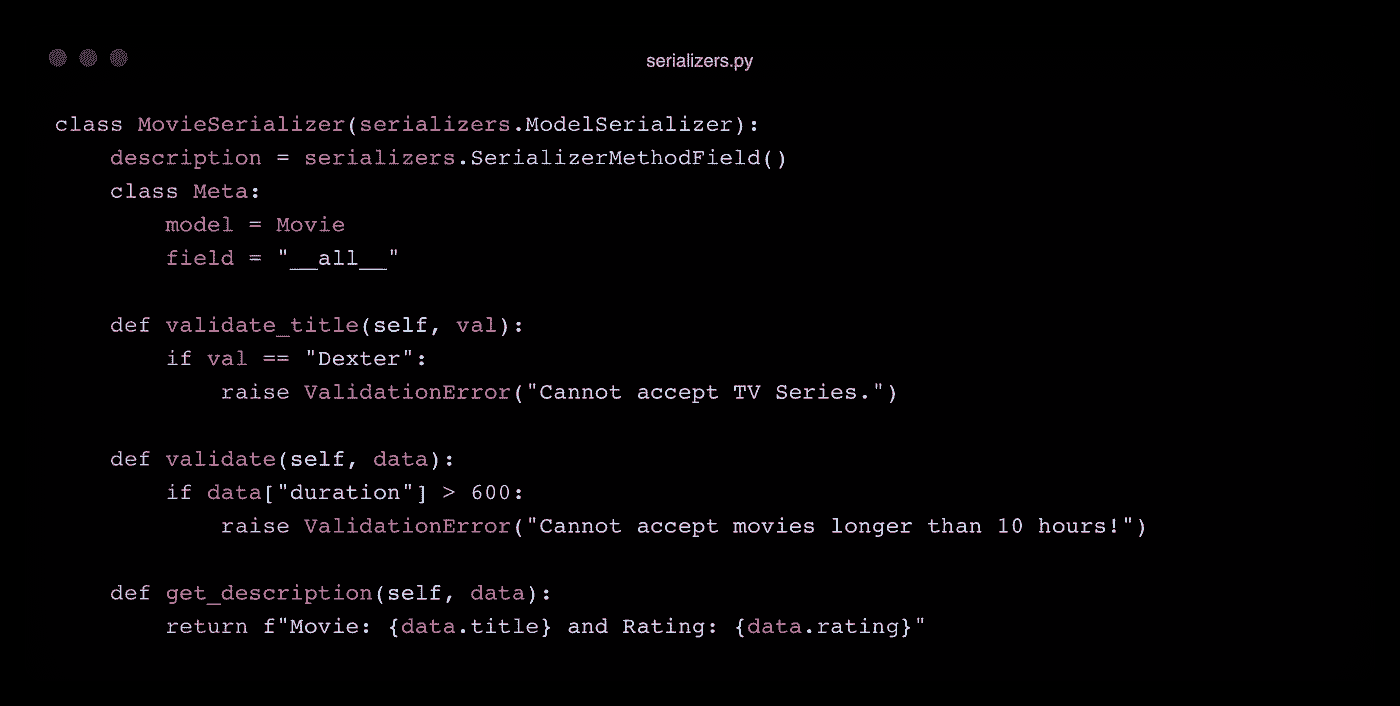 serializers.py
class MovieSerializer(serializers.ModelSerializer):
    description = serializers.SerializerMethodField()
    class Meta:
        model = Movie
        field = "__all__"
    def validate_title(self, val):
        if val == "Dexter":
            raise ValidationError("Cannot accept TV Series.")
    def validate(self, data):
        if data["duration"] > 600:
            raise ValidationError("Cannot accept movies longer than 10 hours!")
    def get_description(self, data):
        return f"Movie: {data.title} and Rating: {data.rating}"